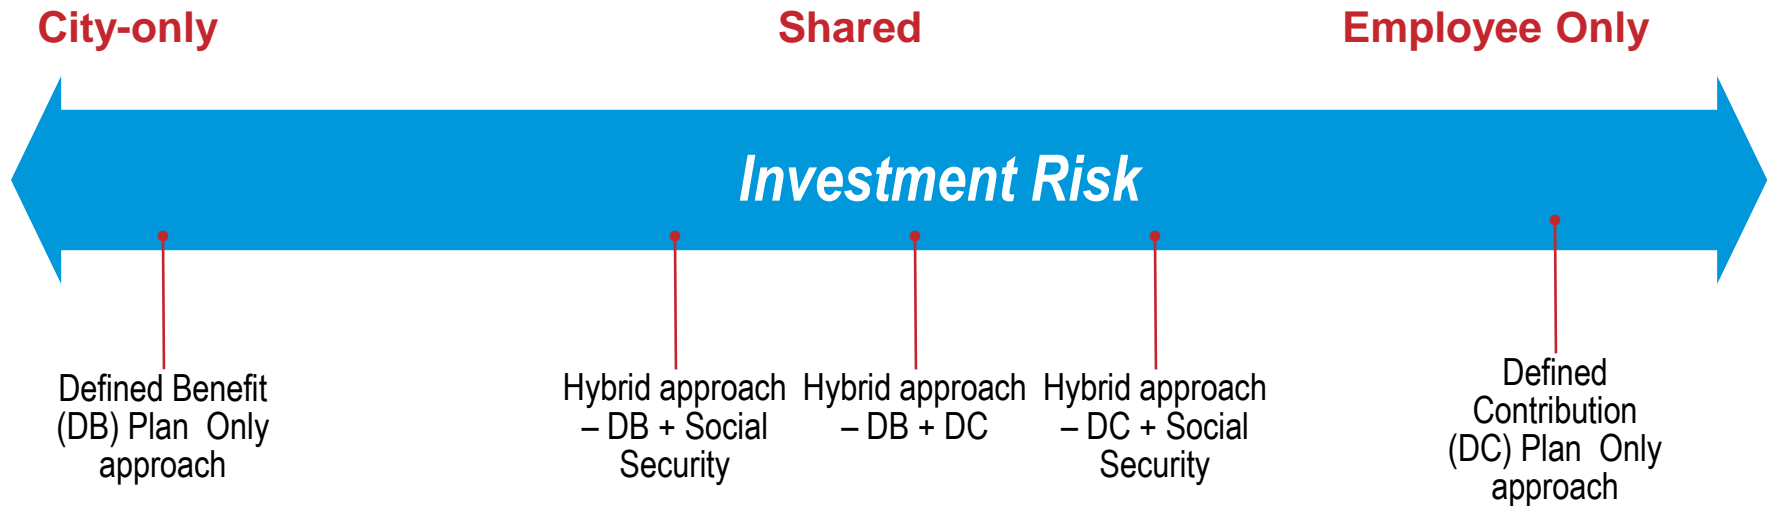 City-only
Shared
Employee Only
Investment Risk
Defined Benefit
(DB) Plan  Only
approach
Hybrid approach
– DB + Social
Security
Hybrid approach
– DB + DC
Hybrid approach
– DC + Social
Security
Defined
Contribution
(DC) Plan  Only
approach